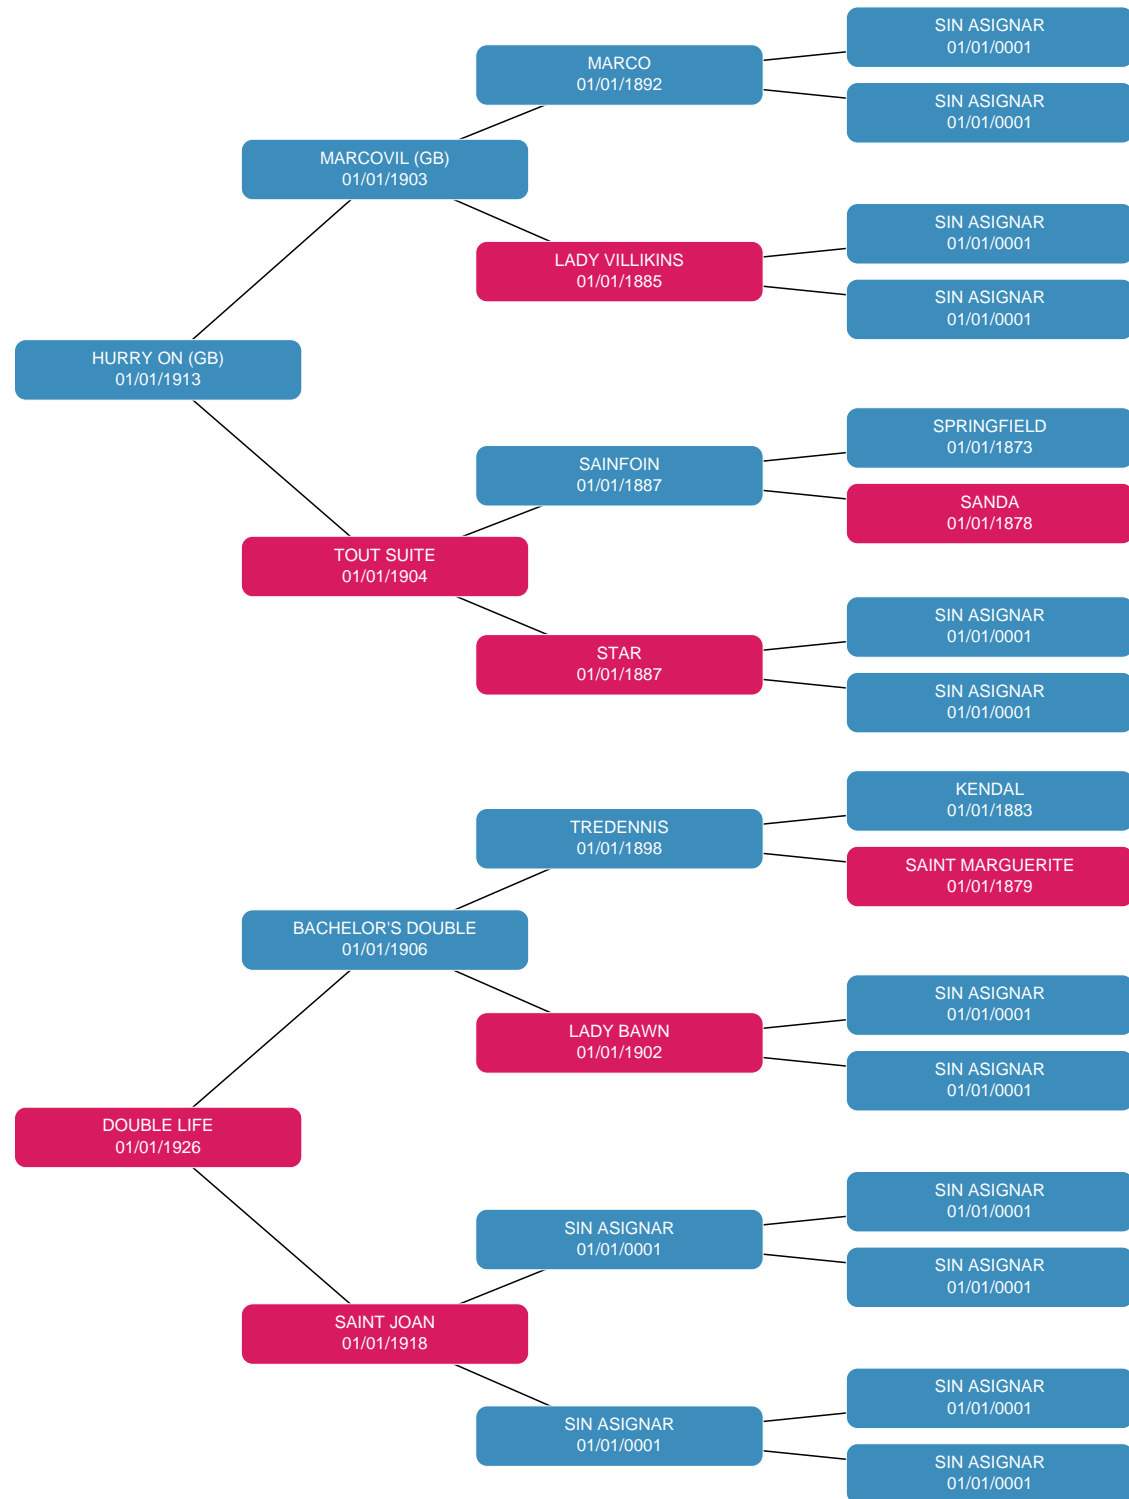 SIN ASIGNAR
01/01/0001
MARCO
01/01/1892
SIN ASIGNAR
01/01/0001
MARCOVIL (GB)
01/01/1903
SIN ASIGNAR
01/01/0001
LADY VILLIKINS
01/01/1885
SIN ASIGNAR
01/01/0001
HURRY ON (GB)
01/01/1913
SPRINGFIELD
01/01/1873
SAINFOIN
01/01/1887
SANDA
01/01/1878
TOUT SUITE
01/01/1904
SIN ASIGNAR
01/01/0001
STAR
01/01/1887
SIN ASIGNAR
01/01/0001
KENDAL
01/01/1883
TREDENNIS
01/01/1898
SAINT MARGUERITE
01/01/1879
BACHELOR'S DOUBLE
01/01/1906
SIN ASIGNAR
01/01/0001
LADY BAWN
01/01/1902
SIN ASIGNAR
01/01/0001
DOUBLE LIFE
01/01/1926
SIN ASIGNAR
01/01/0001
SIN ASIGNAR
01/01/0001
SIN ASIGNAR
01/01/0001
SAINT JOAN
01/01/1918
SIN ASIGNAR
01/01/0001
SIN ASIGNAR
01/01/0001
SIN ASIGNAR
01/01/0001